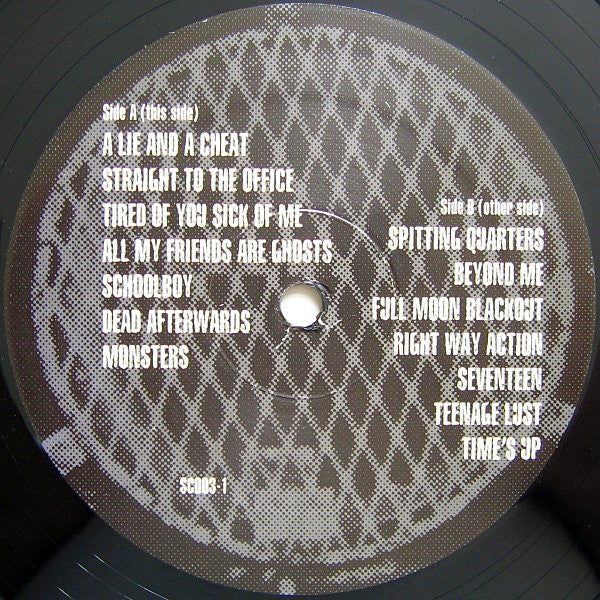 Side A (this side)
A LIE AND A CHEAT
STRAIGHT TO THE OFFICE
TIRED OF YOU SICK OF ME
ALL MY FRIENDS ARE GHOSTS
SCHOOLBOY
DEAD AFTERWARDS
MONSTERS
SC003-1
Side B (other side)
SPITTING QUARTERS
BEYOND ME
FULL MOON BLACKOUT
RIGHT WAY ACTION
SEVENTEEN
TEENAGE LUST
TIME'S UP